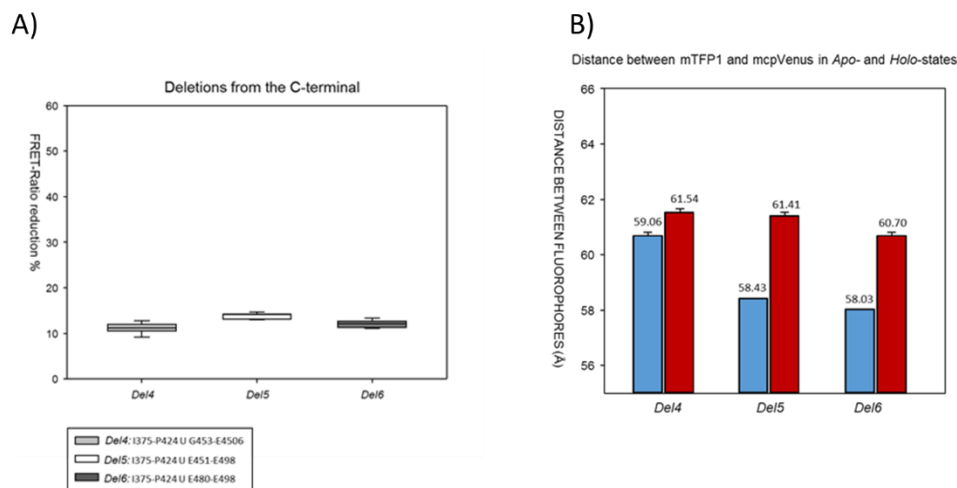 A)
Deletions from the C-terminal
FRET-Ratio reduction %
60
50
40
30
20
10
0
Del4
Del5
Del6
Del4: I375-P424 U G453-E4506
Del5: I375-P424 U E451-E498
Del6: I375-P424 U E480-E498
B)
Distance between mTFP1 and mcpVenus in Apo- and Holo-states
DISTANCE BETWEEN FLUOROPHORES (Å)
66
64
62
60
58
56
59.06
61.54
58.43
61.41
58.03
60.70
Del4
Del5
Del6